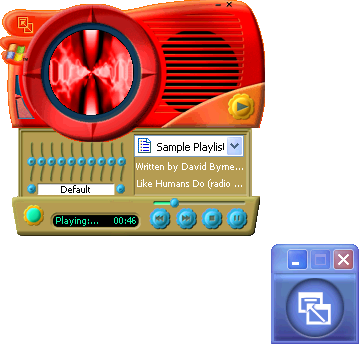 Sample Playlist
Written by David Byrne...
Like Humans Do (radio ...
Default
Playing:... 00:46